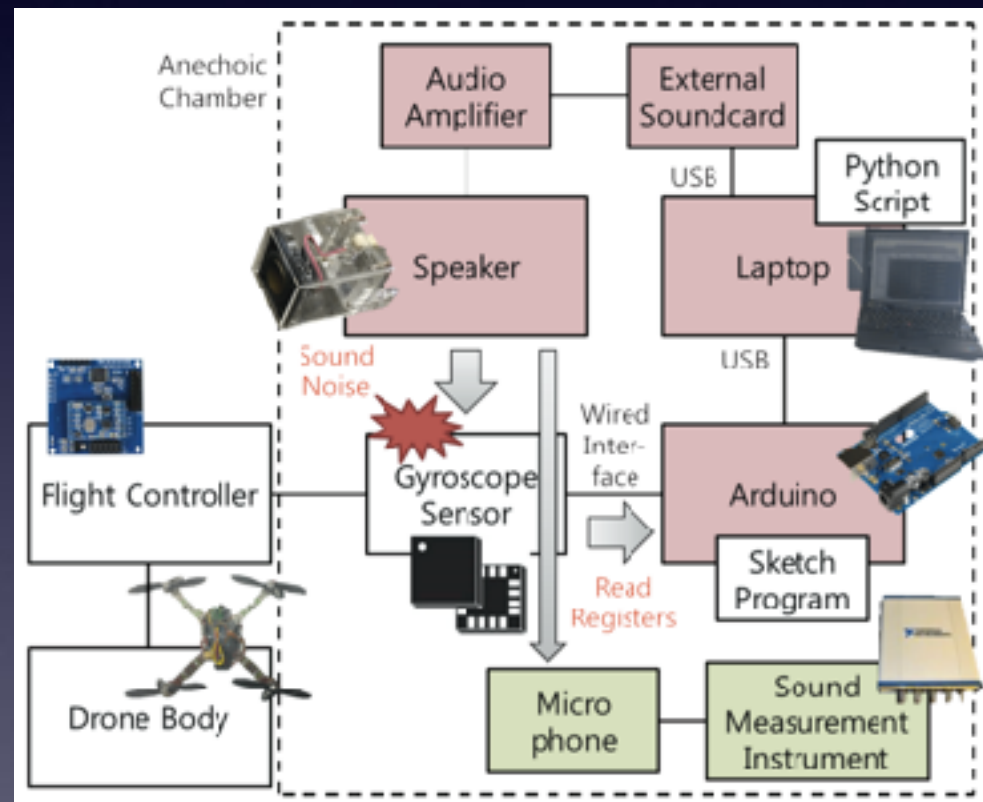 Anechoic
Chamber
Audio
Amplifier
External
Soundcard
USB
Python
Script
Speaker
Laptop
Sound
Noise
USB
Wired
Inter-
face
Flight Controller
Gyroscope
Sensor
Arduino
Read
Registers
Sketch
Program
Drone Body
Micro
phone
Sound
Measurement
Instrument